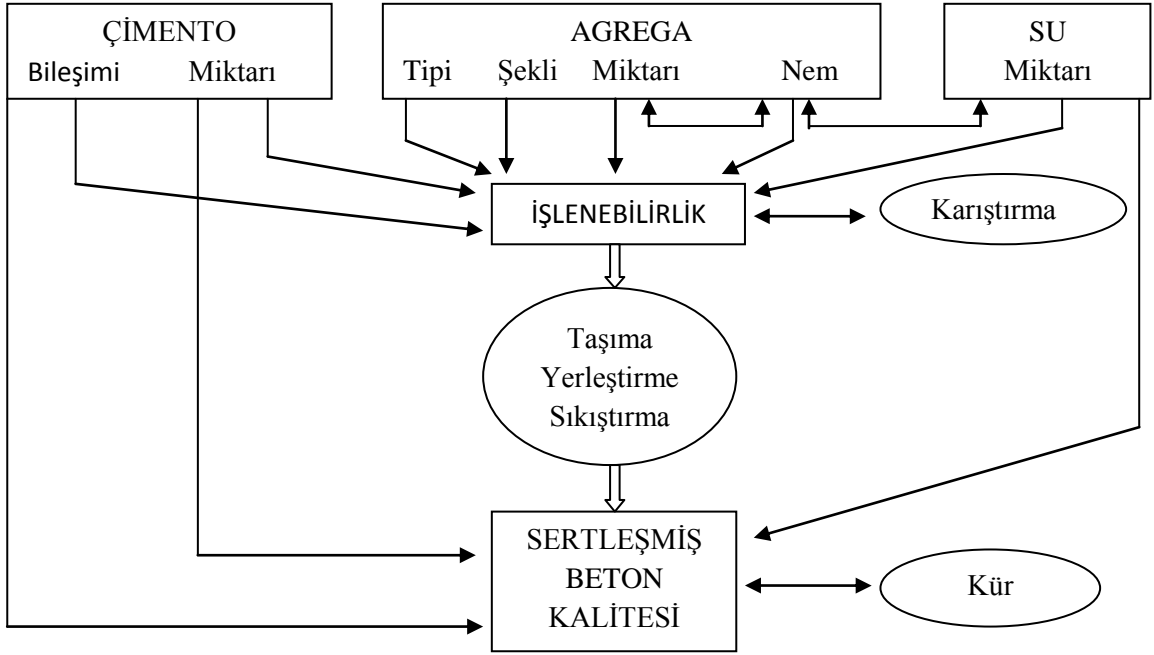 ÇİMENTO
Bileşimi Miktarı
AGREGA
Tipi Şekli Miktarı Nem
SU
Miktarı
İŞLENEBİLİRLİK
Karıştırma
Taşıma
Yerleştirme
Sıkıştırma
SERTLEŞMİŞ
BETON
KALİTESİ
Kür